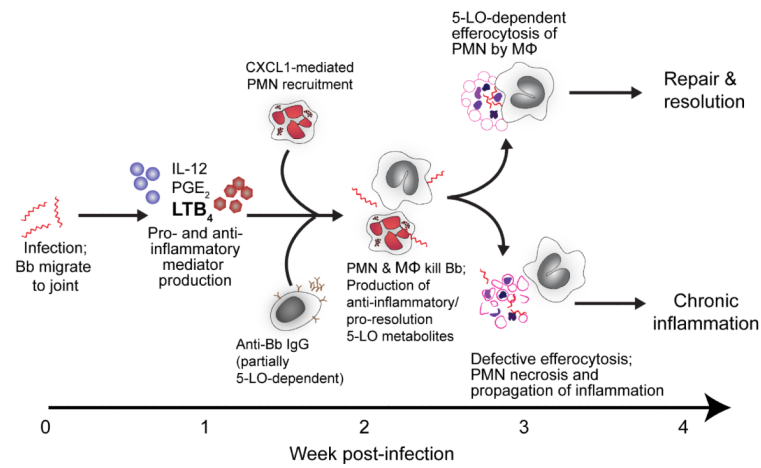 5-LO-dependent
efferocytosis of
PMN by MΦ
Repair &
resolution
CXCL1-mediated
PMN recruitment
IL-12
PGE₂
LTB₄
Pro- and anti-
inflammatory
mediator
production
Infection;
Bb migrate
to joint
Anti-Bb IgG
(partially
5-LO-dependent)
PMN & MΦ kill Bb;
Production of
anti-inflammatory/
pro-resolution
5-LO metabolites
Chronic
inflammation
Defective efferocytosis;
PMN necrosis and
propagation of inflammation
0 1 2 3 4
Week post-infection